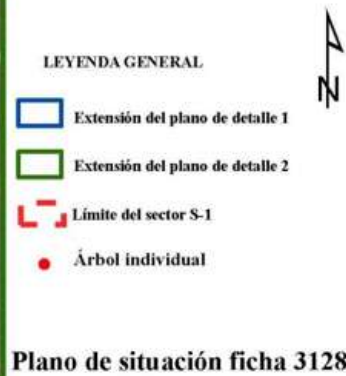 LEYENDA GENERAL
N
Extensión del plano de detalle 1
Extensión del plano de detalle 2
Límite del sector S-1
Árbol individual
Plano de situación ficha 3128